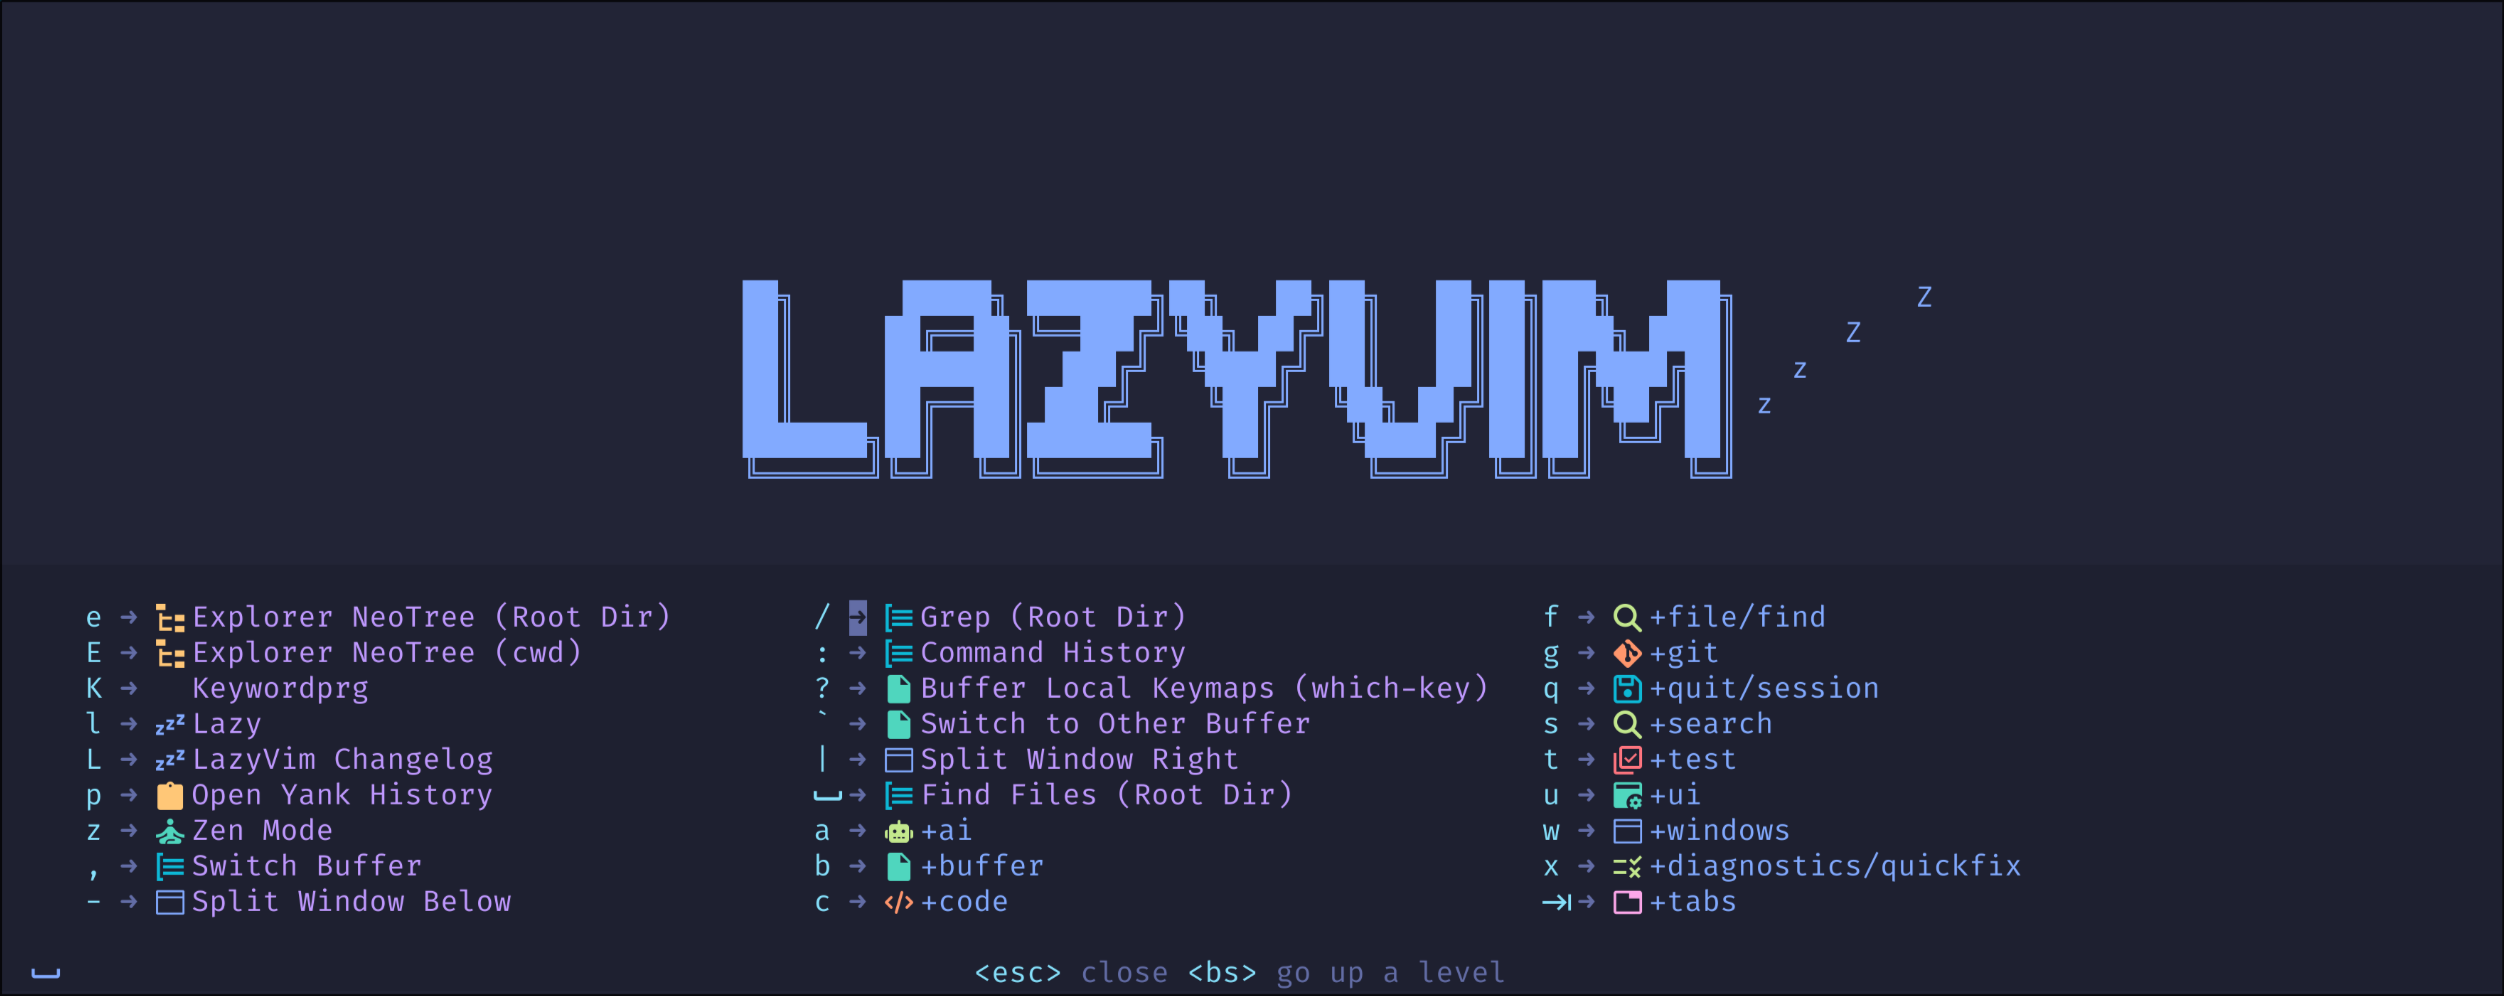 LAZYVIM
Z
Z
z
z
e → Explorer NeoTree (Root Dir)
E → Explorer NeoTree (cwd)
K → Keywordprg
l → zzz Lazy
L → zzz LazyVim Changelog
p → Open Yank History
z → Zen Mode
, → Switch Buffer
- → Split Window Below
/ → Grep (Root Dir)
: → Command History
? → Buffer Local Keymaps (which-key)
` → Switch to Other Buffer
| → Split Window Right
␣ → Find Files (Root Dir)
a → +ai
b → +buffer
c → +code
f → +file/find
g → +git
q → +quit/session
s → +search
t → +test
u → +ui
w → +windows
x → +diagnostics/quickfix
⇥ → +tabs
␣ <esc> close <bs> go up a level